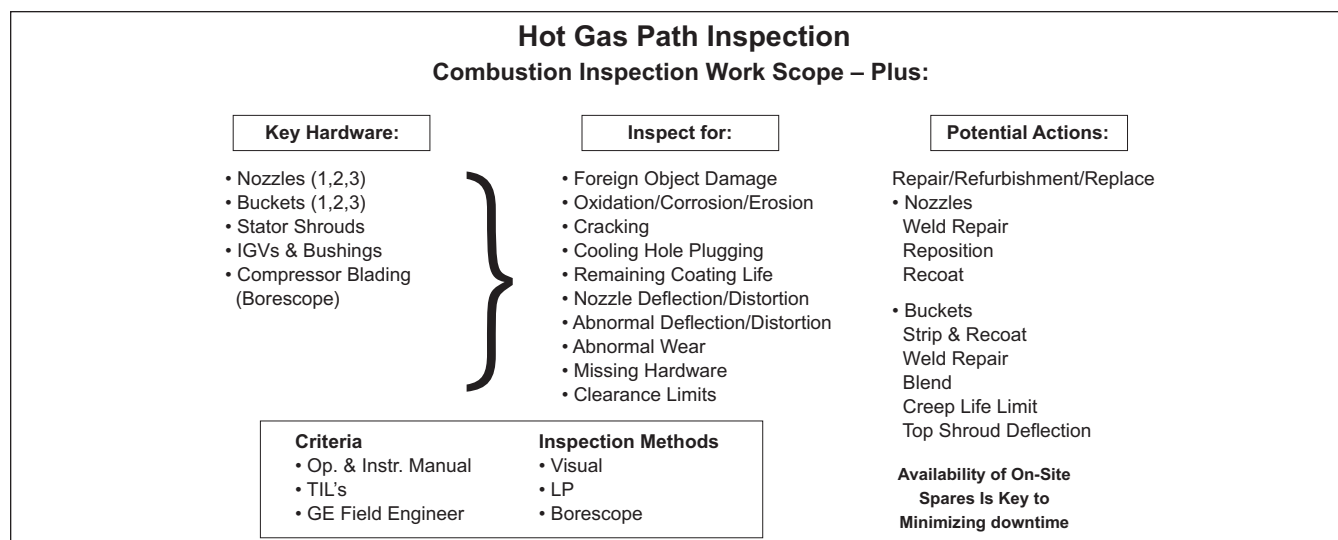 Hot Gas Path Inspection
Combustion Inspection Work Scope – Plus:
Key Hardware:
• Nozzles (1,2,3)
• Buckets (1,2,3)
• Stator Shrouds
• IGVs & Bushings
• Compressor Blading
(Borescope)
Inspect for:
• Foreign Object Damage
• Oxidation/Corrosion/Erosion
• Cracking
• Cooling Hole Plugging
• Remaining Coating Life
• Nozzle Deflection/Distortion
• Abnormal Deflection/Distortion
• Abnormal Wear
• Missing Hardware
• Clearance Limits
Potential Actions:
Repair/Refurbishment/Replace
• Nozzles
Weld Repair
Reposition
Recoat
• Buckets
Strip & Recoat
Weld Repair
Blend
Creep Life Limit
Top Shroud Deflection
Criteria
• Op. & Instr. Manual
• TIL's
• GE Field Engineer
Inspection Methods
• Visual
• LP
• Borescope
Availability of On-Site
Spares Is Key to
Minimizing downtime